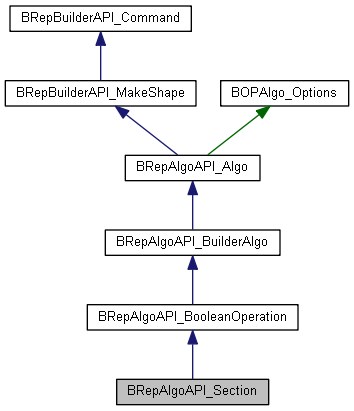 BRepBuilderAPI_Command
BRepBuilderAPI_MakeShape
BOPAlgo_Options
BRepAlgoAPI_Algo
BRepAlgoAPI_BuilderAlgo
BRepAlgoAPI_BooleanOperation
BRepAlgoAPI_Section